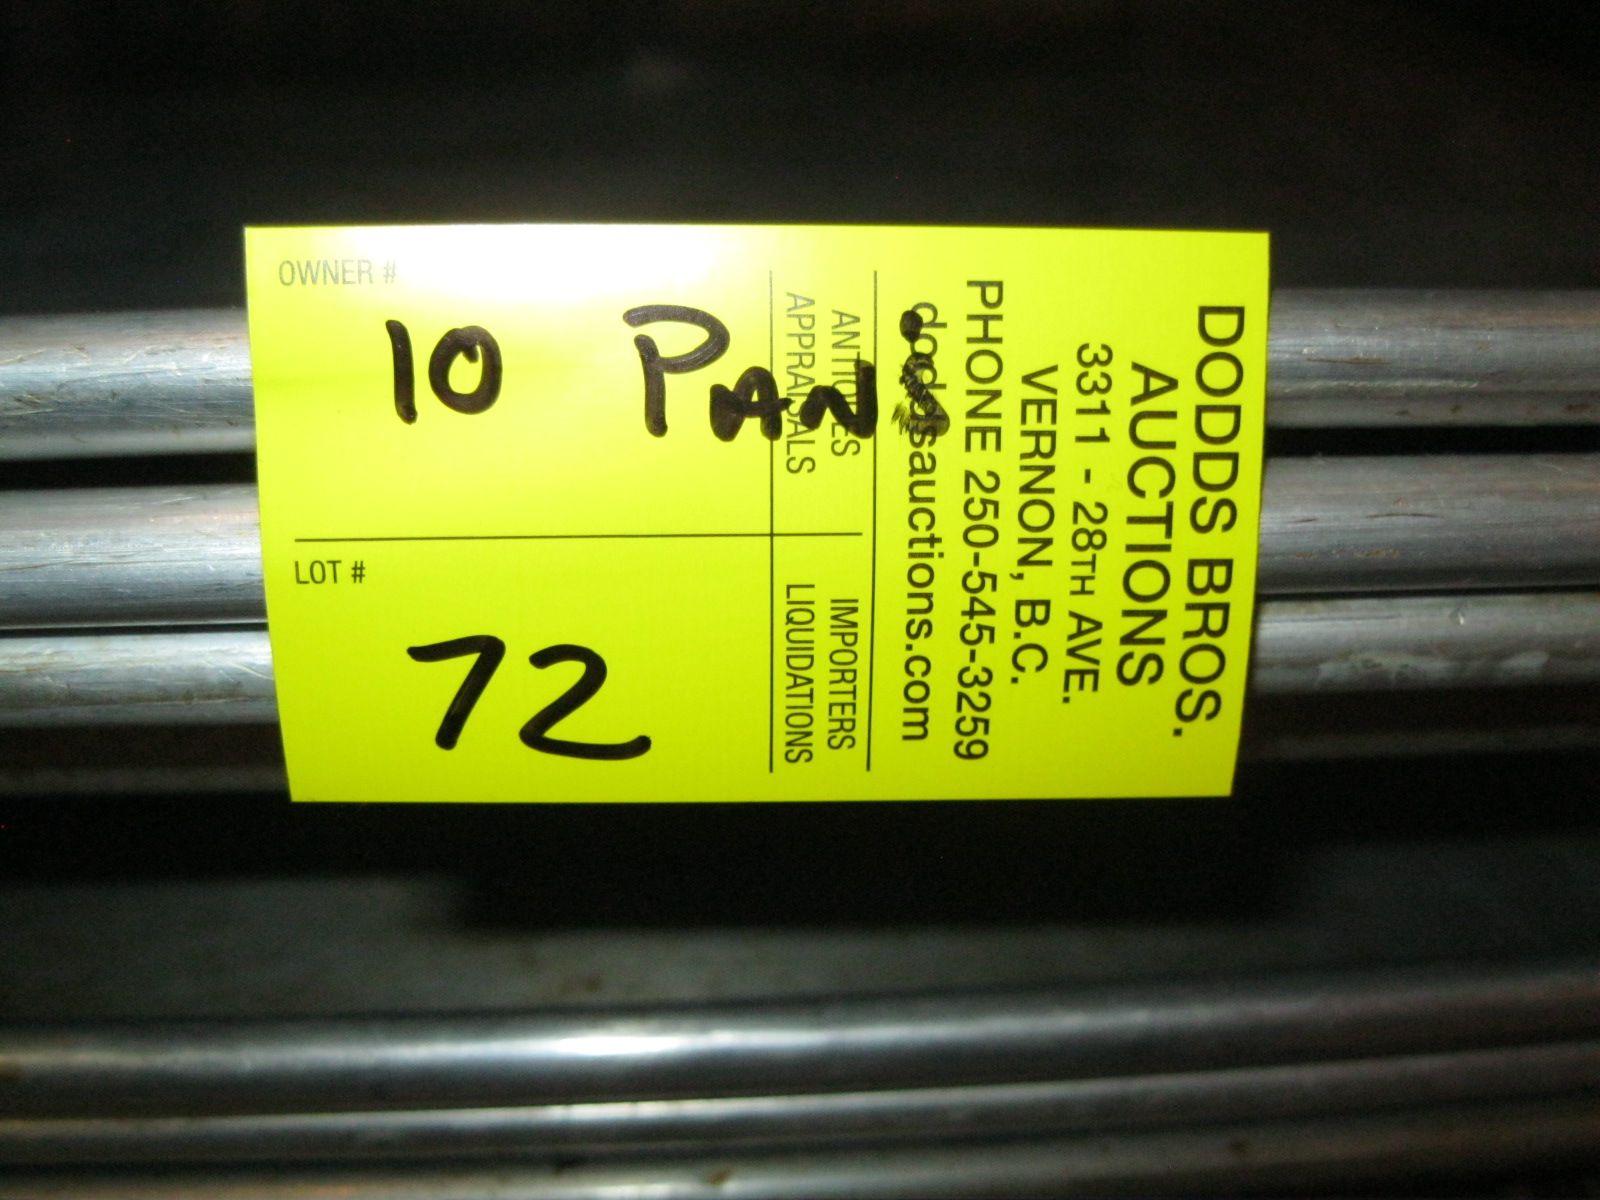 DODDS BROS.
AUCTIONS
3311 - 28TH AVE.
VERNON, B.C.
PHONE 250-545-3259
doddsauctions.com
ANTIQUES IMPORTERS
APPRAISALS LIQUIDATIONS
OWNER #
10 PAN
LOT #
72